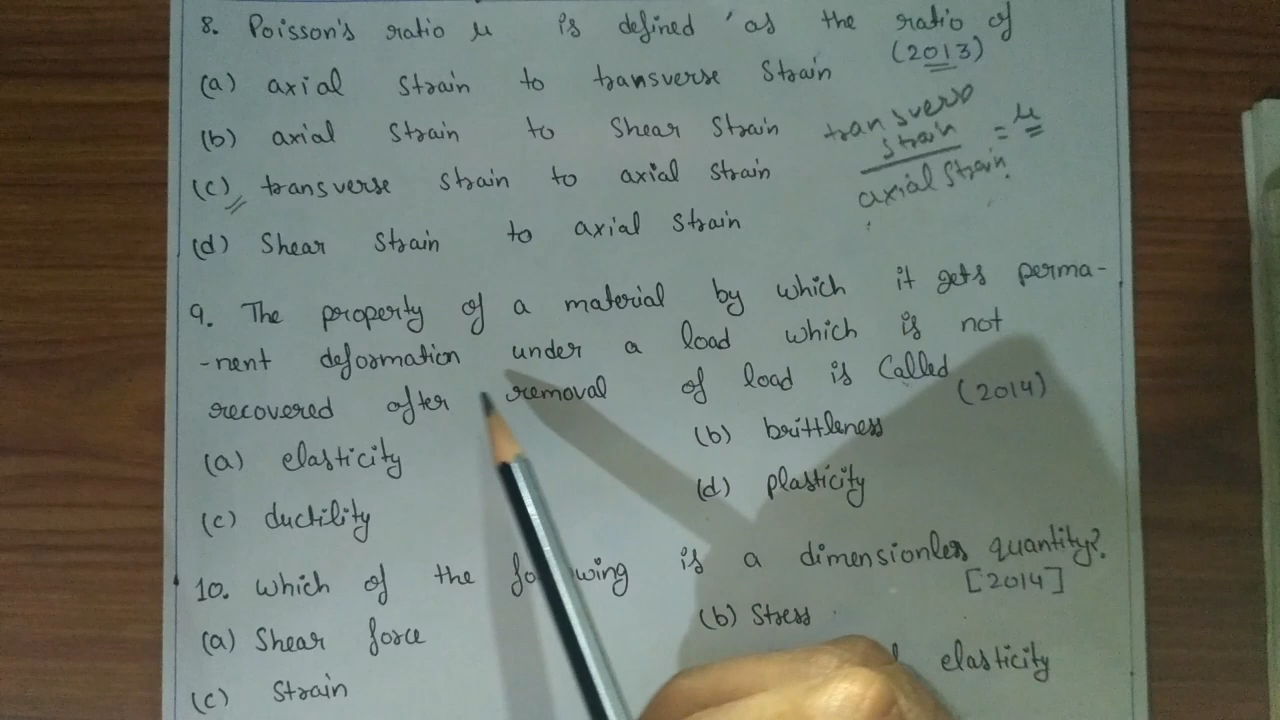 8. Poisson's ratio μ is defined as the ratio of
(2013)
(a) axial strain to transverse strain
(b) axial strain to shear strain
(c) transverse strain to axial strain
(d) shear strain to axial strain
transverse
strain
= μ
axial strain
9. The property of a material by which it gets perma-
-nent deformation under a load which is not
recovered after removal of load is called
(2014)
(a) elasticity (b) brittleness
(c) ductility (d) plasticity
10. Which of the is a dimensionless quantity?
[2014]
(a) Shear force (b) Stress
(c) Strain elasticity